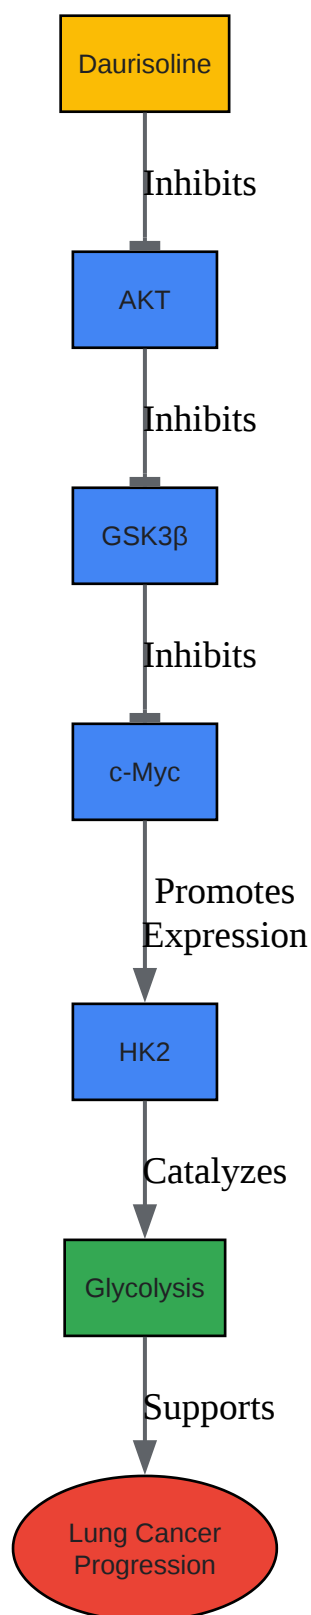 Daurisoline
Inhibits
AKT
Inhibits
GSK3β
Inhibits
c-Myc
Promotes
Expression
HK2
Catalyzes
Glycolysis
Supports
Lung Cancer
Progression